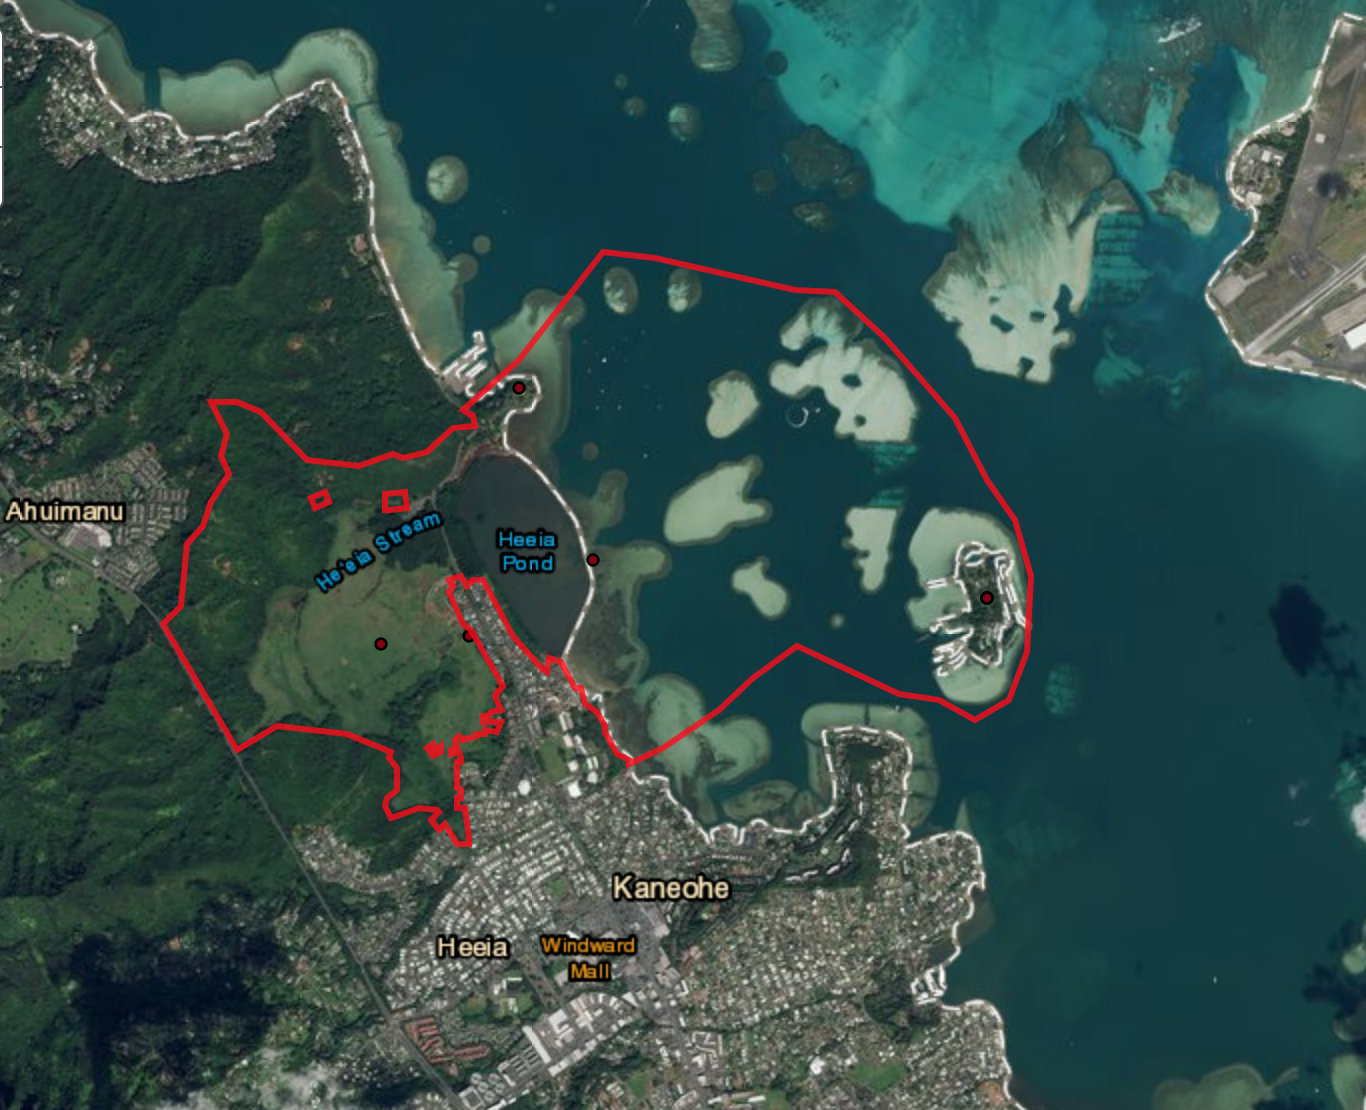 Ahuimanu
He'eia Stream
Heeia
Pond
Kaneohe
Heeia
Windward
Mall